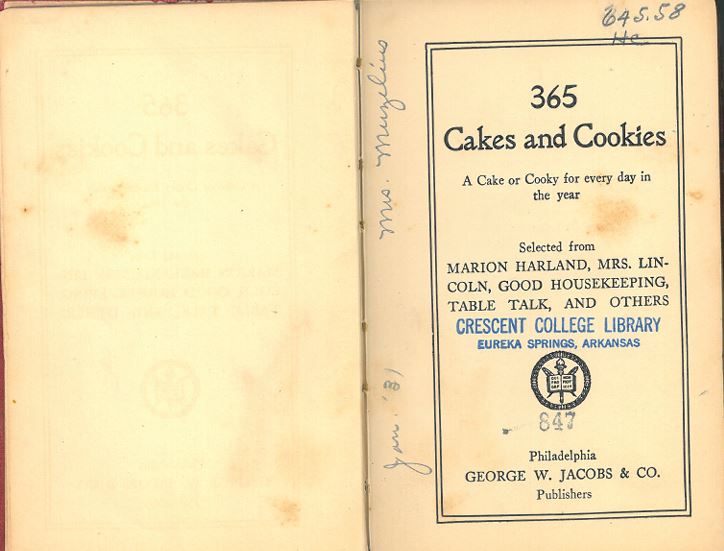 645.58
Hc
Mrs. Muzelius
Jan. '31
365
Cakes and Cookies
A Cake or Cooky for every day in
the year
Selected from
MARION HARLAND, MRS. LIN-
COLN, GOOD HOUSEKEEPING,
TABLE TALK, AND OTHERS
CRESCENT COLLEGE LIBRARY
EUREKA SPRINGS, ARKANSAS
847
Philadelphia
GEORGE W. JACOBS & CO.
Publishers